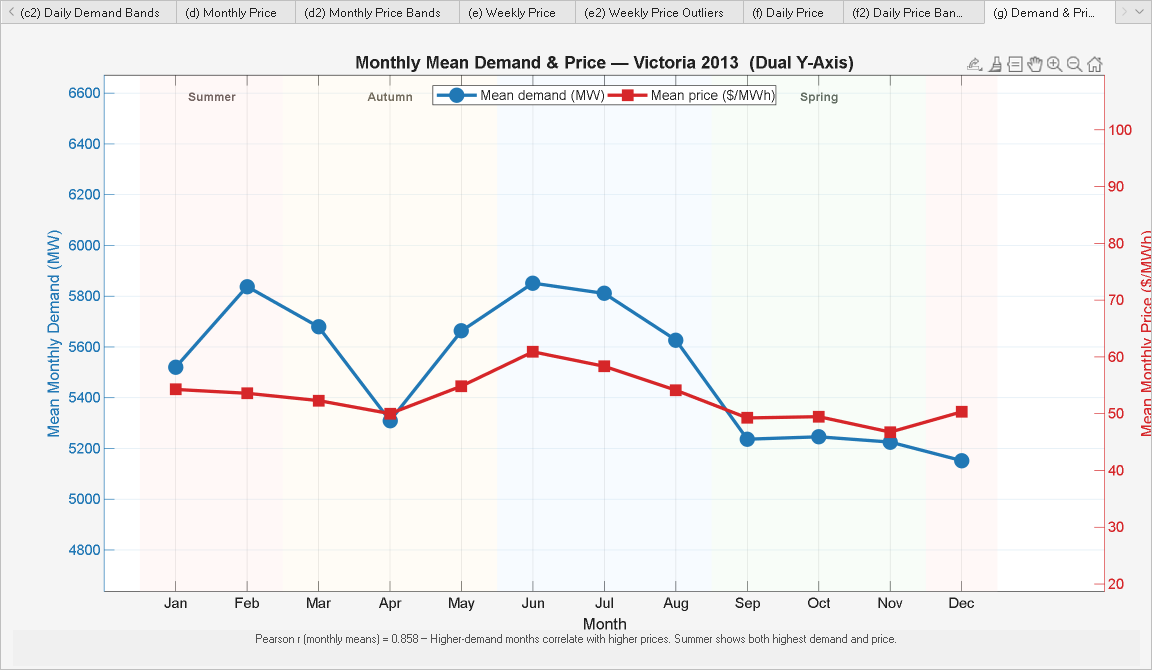 (c2) Daily Demand Bands (d) Monthly Price (d2) Monthly Price Bands (e) Weekly Price (e2) Weekly Price Outliers (f) Daily Price (f2) Daily Price Ban... (g) Demand & Pri...
Monthly Mean Demand & Price — Victoria 2013 (Dual Y-Axis)
Summer Autumn Spring
Mean demand (MW) Mean price ($/MWh)
6600
6400
6200
6000
5800
5600
5400
5200
5000
4800
Mean Monthly Demand (MW)
100
90
80
70
60
50
40
30
20
Mean Monthly Price ($/MWh)
Jan Feb Mar Apr May Jun Jul Aug Sep Oct Nov Dec
Month
Pearson r (monthly means) = 0.858 – Higher-demand months correlate with higher prices. Summer shows both highest demand and price.